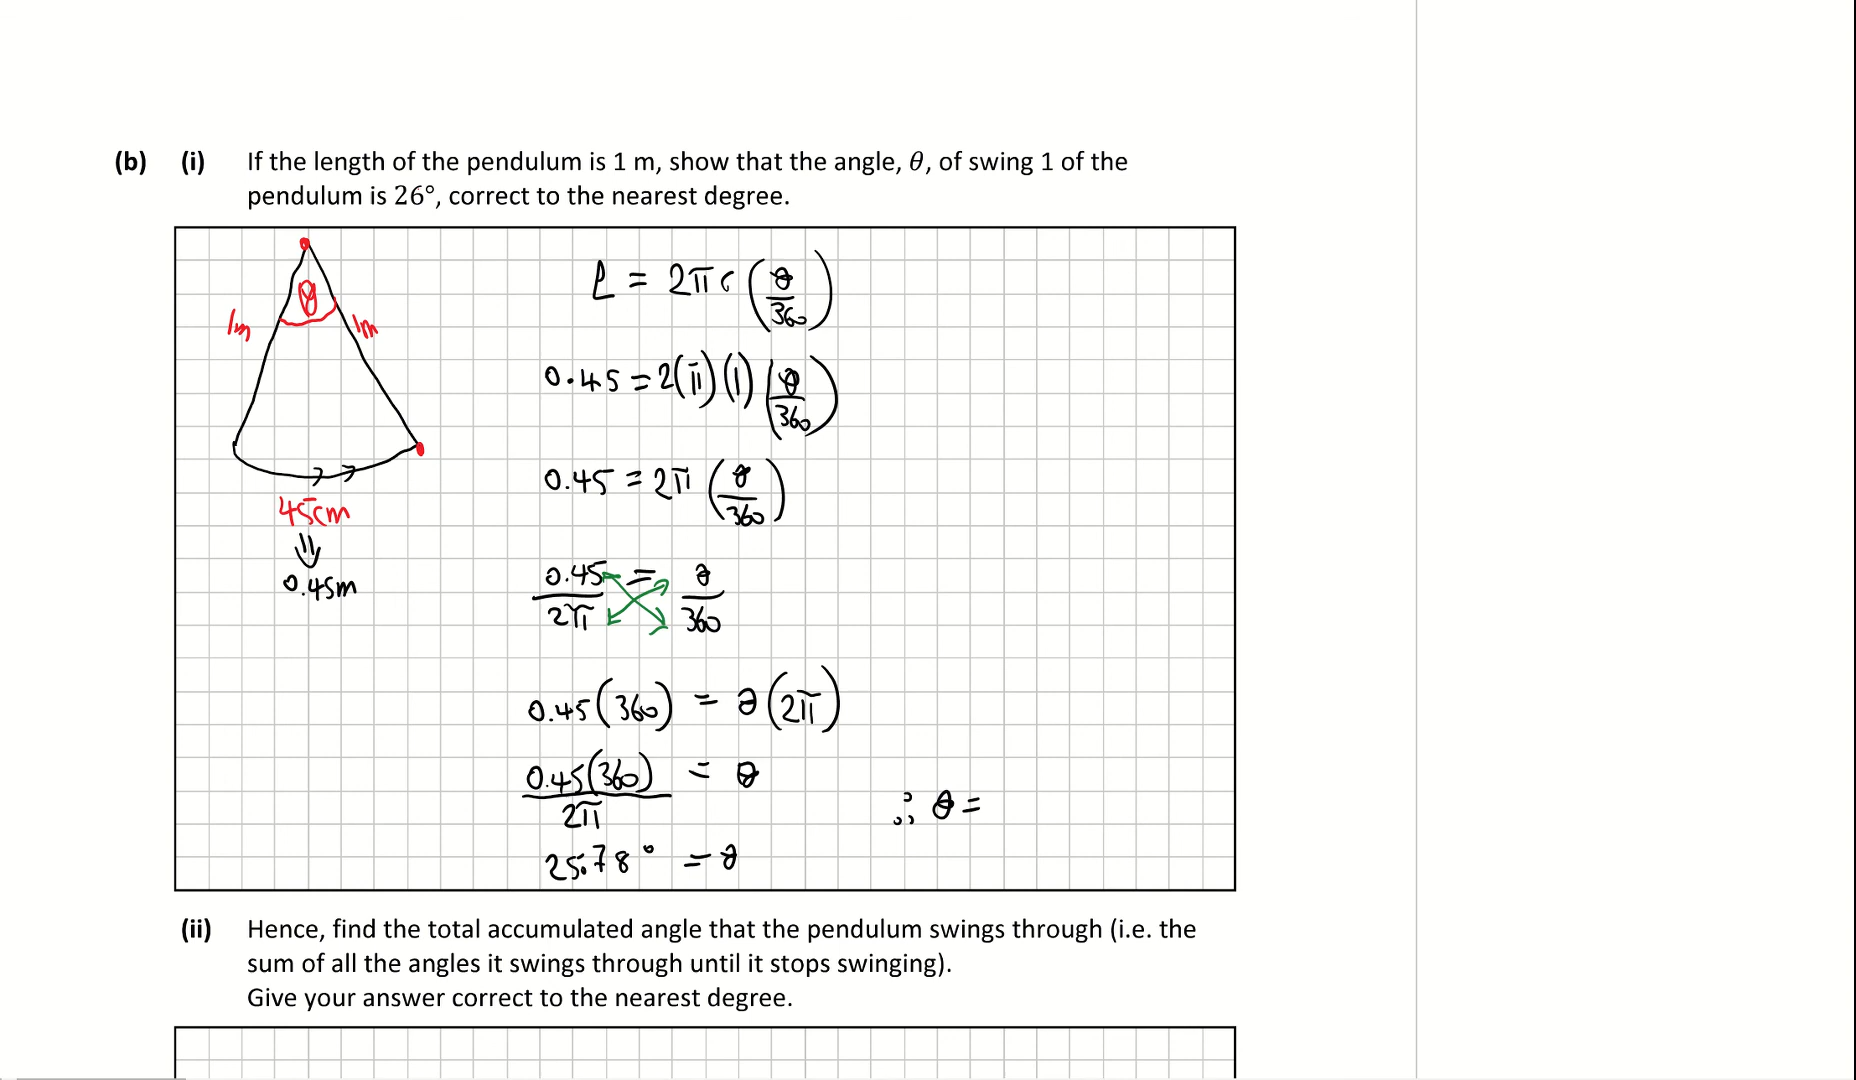 (b) (i) If the length of the pendulum is 1 m, show that the angle, θ, of swing 1 of the
pendulum is 26°, correct to the nearest degree.
θ
1m 1m
45cm
⇓
0.45m
l = 2πr (θ/360)
0.45 = 2(π)(1)(θ/360)
0.45 = 2π (θ/360)
0.45/2π = θ/360
0.45(360) = θ(2π)
0.45(360)/2π = θ
∴ θ =
25.78° = θ
(ii) Hence, find the total accumulated angle that the pendulum swings through (i.e. the
sum of all the angles it swings through until it stops swinging).
Give your answer correct to the nearest degree.